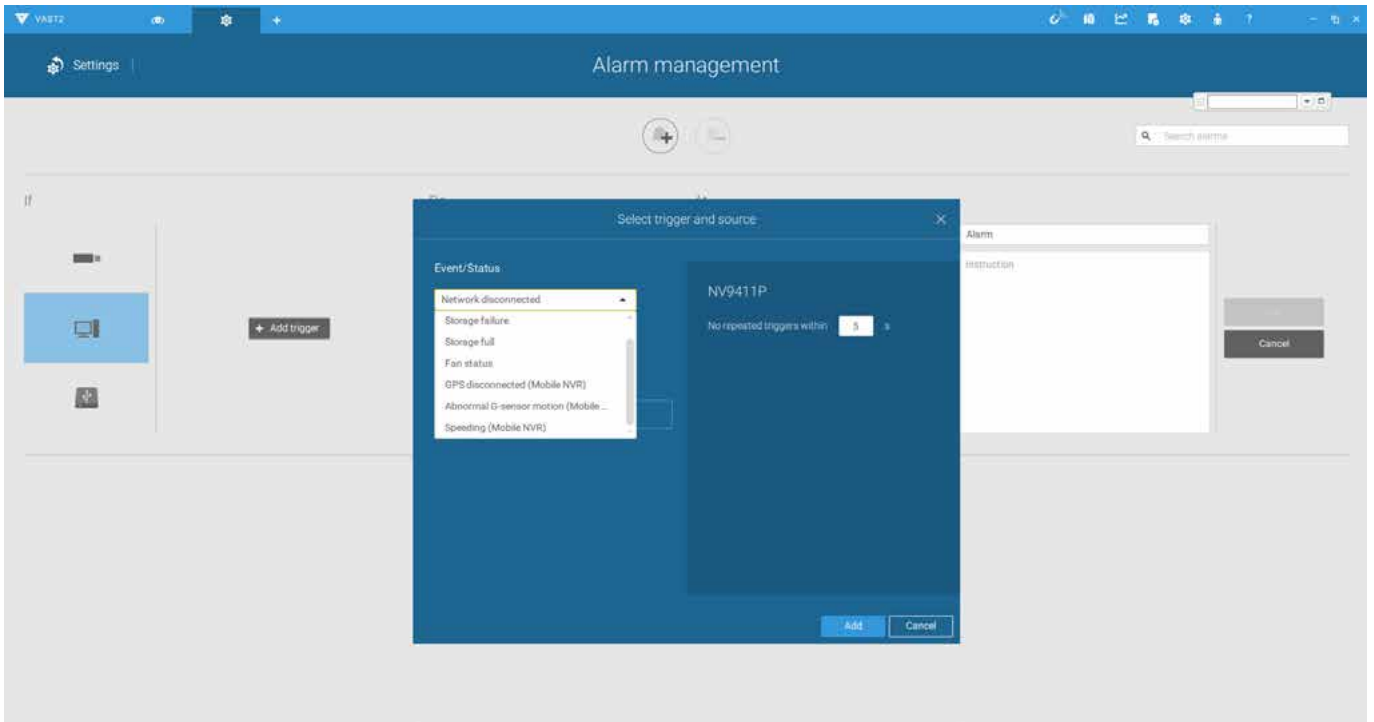 VAST2
Settings
Alarm management
Search alarms
If
Select trigger and source
Alarm
Instruction
Event/Status
Network disconnected
Storage failure
Storage full
Fan status
GPS disconnected (Mobile NVR)
Abnormal G-sensor motion (Mobile ...
Speeding (Mobile NVR)
NV9411P
No repeated triggers within 5 s
+ Add trigger
Cancel
Add
Cancel